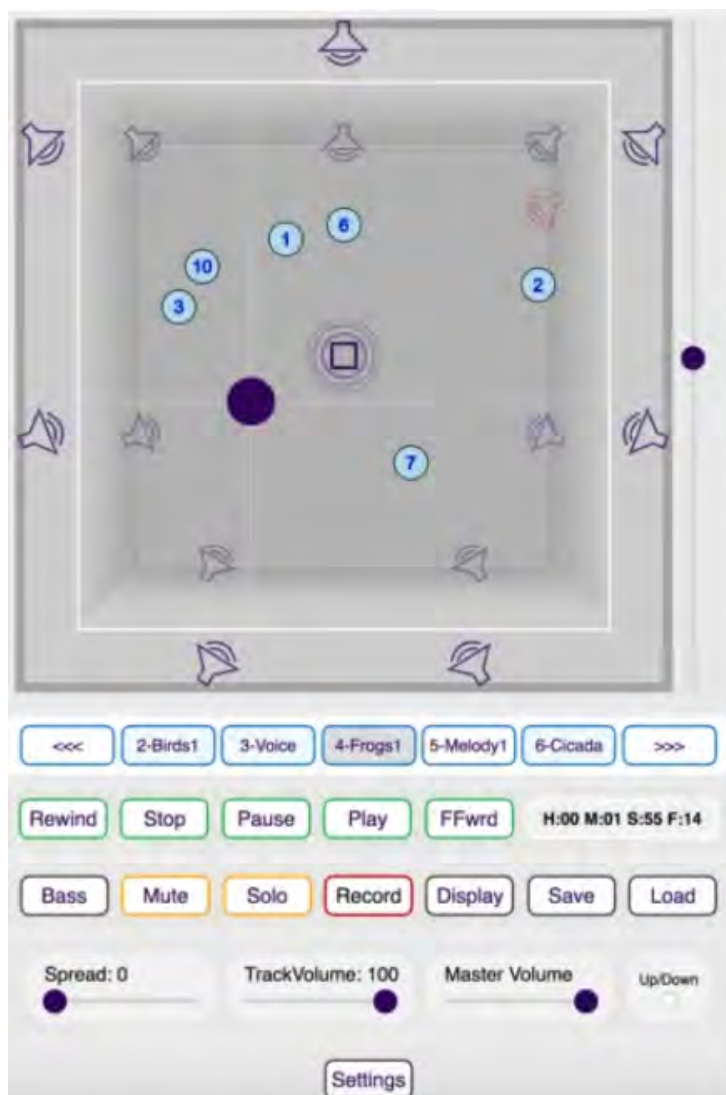 6
1
10
2
3
7
<<< 2-Birds1 3-Voice 4-Frogs1 5-Melody1 6-Cicada >>>
Rewind Stop Pause Play FFwrd H:00 M:01 S:55 F:14
Bass Mute Solo Record Display Save Load
Spread: 0 TrackVolume: 100 Master Volume Up/Down
Settings